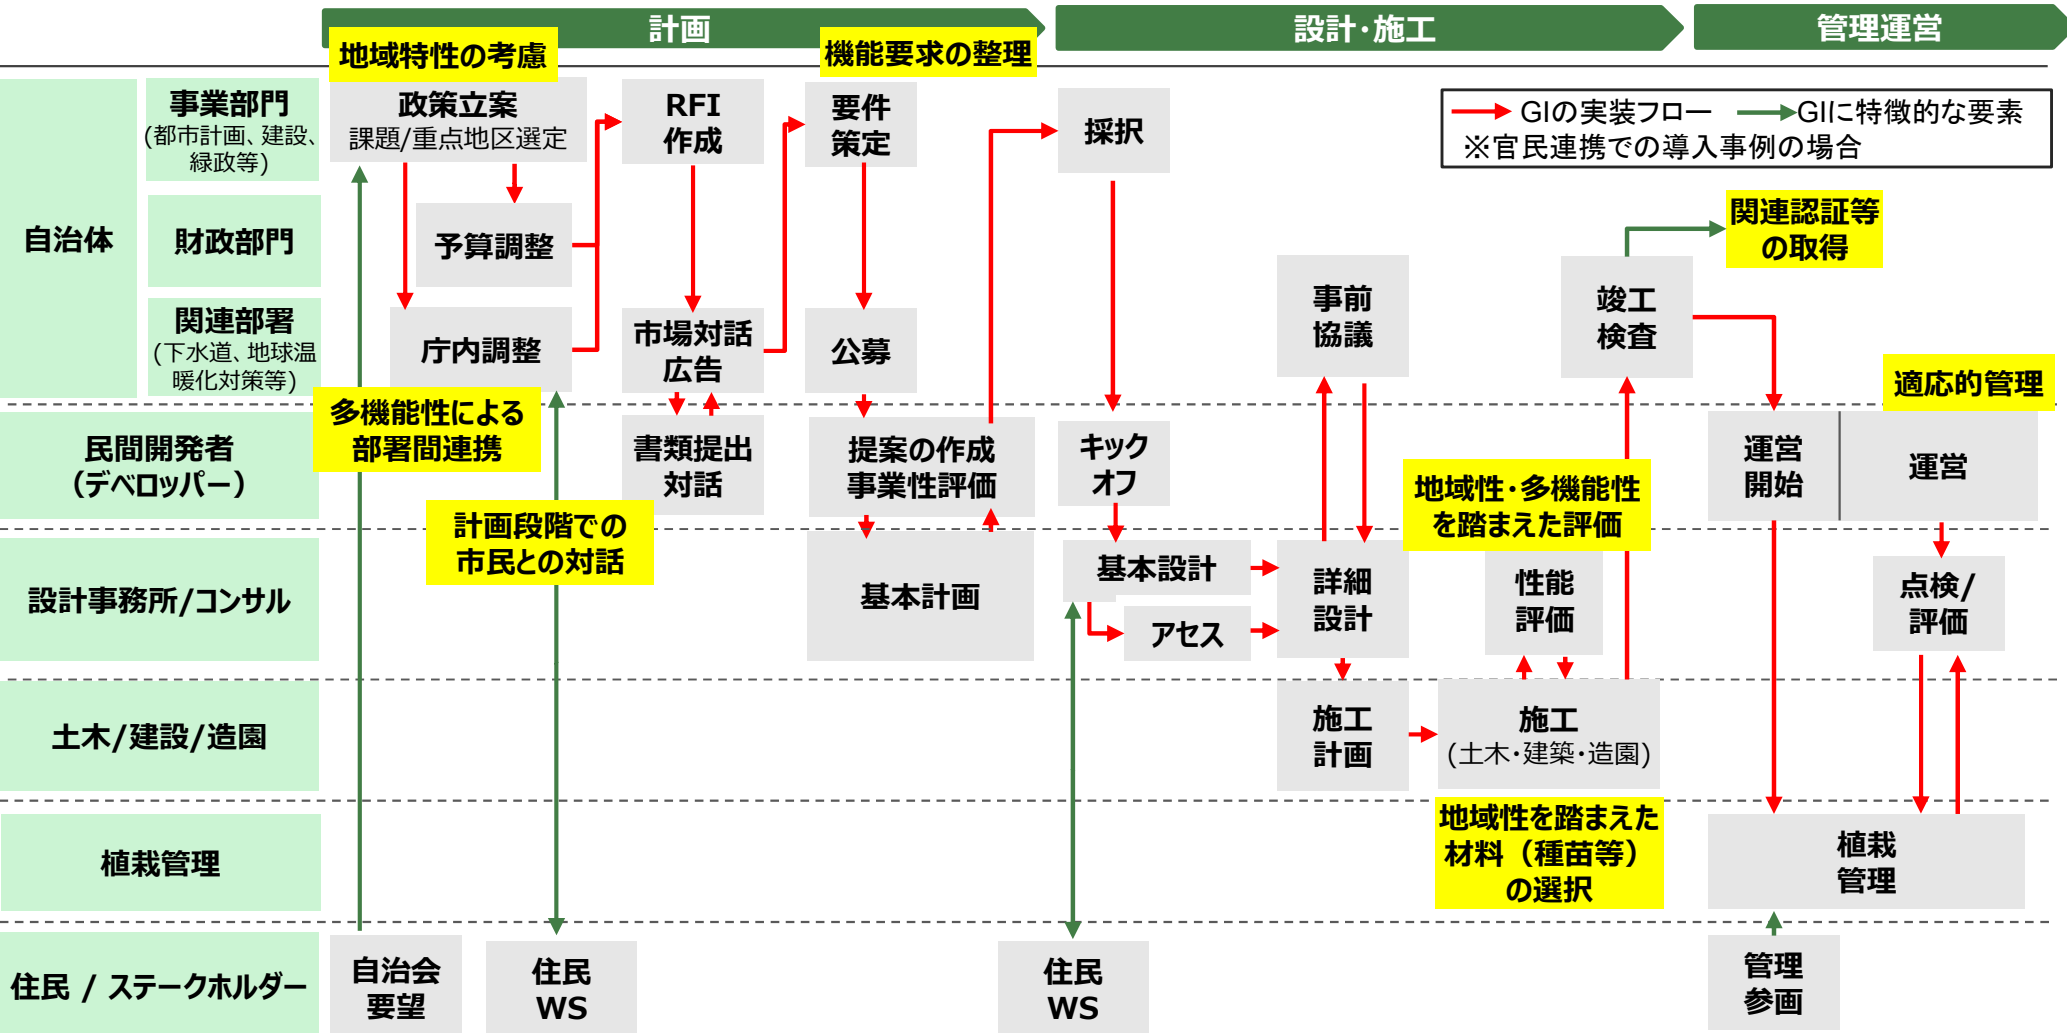 計画
設計・施工
管理運営
地域特性の考慮
機能要求の整理
自治体
事業部門
(都市計画、建設、
緑政等)
政策立案
課題/重点地区選定
RFI
作成
要件
策定
採択
GIの実装フロー
GIに特徴的な要素
※官民連携での導入事例の場合
財政部門
予算調整
関連認証等
の取得
関連部署
(下水道、地球温
暖化対策等)
庁内調整
市場対話
広告
公募
事前
協議
竣工
検査
適応的管理
多機能性による
部署間連携
民間開発者
（デベロッパー）
書類提出
対話
提案の作成
事業性評価
キック
オフ
地域性・多機能性
を踏まえた評価
運営
開始
運営
計画段階での
市民との対話
設計事務所/コンサル
基本計画
基本設計
アセス
詳細
設計
性能
評価
点検/
評価
土木/建設/造園
施工
計画
施工
(土木・建築・造園)
植栽管理
地域性を踏まえた
材料（種苗等）
の選択
植栽
管理
住民 / ステークホルダー
自治会
要望
住民
WS
住民
WS
管理
参画